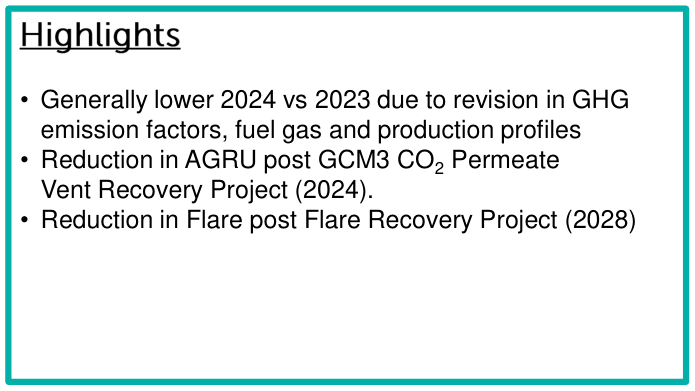 Highlights
• Generally lower 2024 vs 2023 due to revision in GHG
emission factors, fuel gas and production profiles
• Reduction in AGRU post GCM3 CO₂ Permeate
Vent Recovery Project (2024).
• Reduction in Flare post Flare Recovery Project (2028)